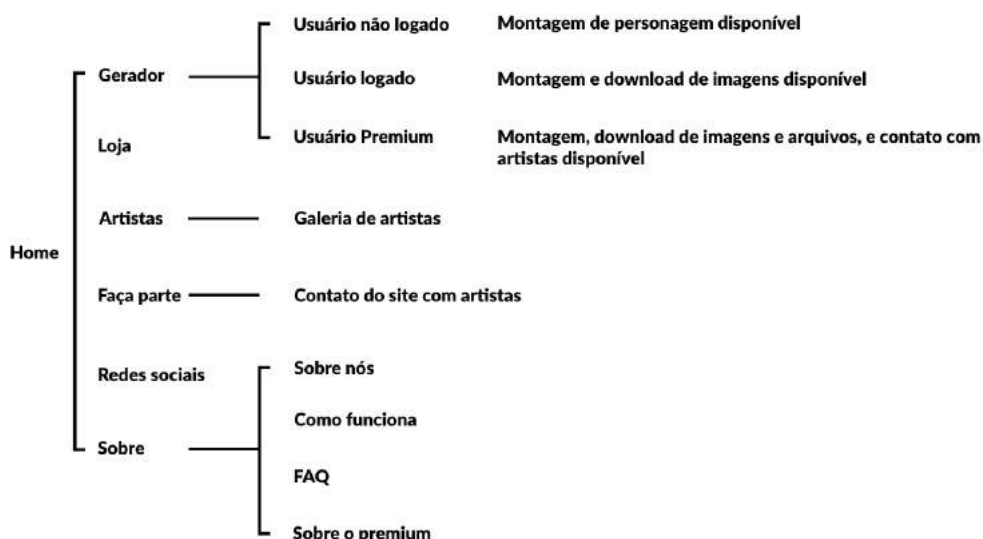 Home
Gerador
Usuário não logado
Montagem de personagem disponível
Usuário logado
Montagem e download de imagens disponível
Usuário Premium
Montagem, download de imagens e arquivos, e contato com
artistas disponível
Loja
Artistas
Galeria de artistas
Faça parte
Contato do site com artistas
Redes sociais
Sobre
Sobre nós
Como funciona
FAQ
Sobre o premium